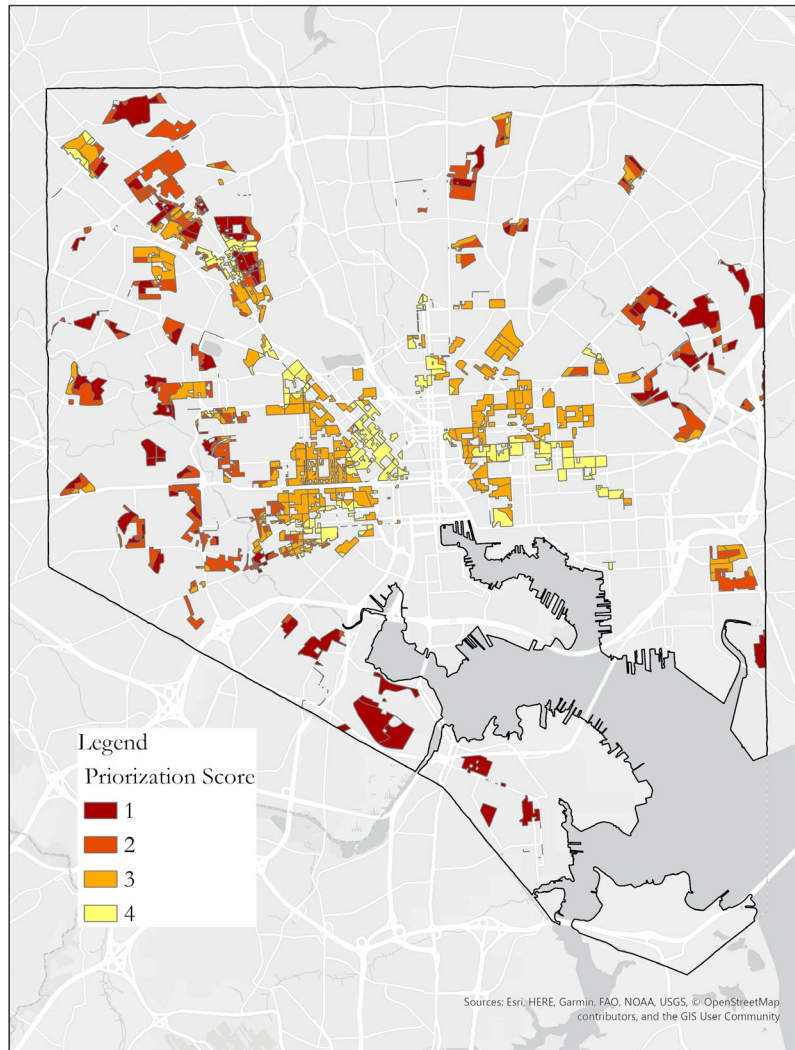 Legend
Priorization Score
1
2
3
4
Sources: Esri, HERE, Garmin, FAO, NOAA, USGS, © OpenStreetMap
contributors, and the GIS User Community